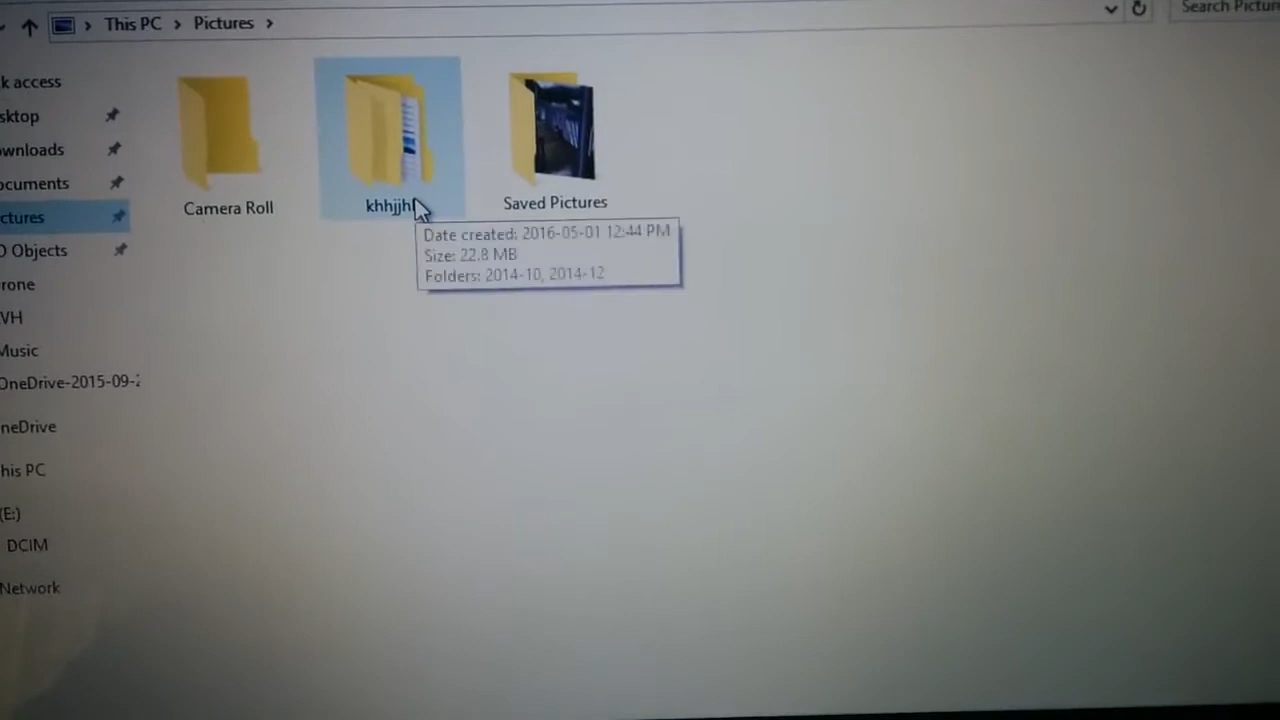 This PC > Pictures >
Search Pictur
k access
sktop
wnloads
ocuments
ctures
D Objects
rone
VH
Music
OneDrive-2015-09-2
neDrive
his PC
(E:)
DCIM
Network
Camera Roll
khhjjhl
Saved Pictures
Date created: 2016-05-01 12:44 PM
Size: 22.8 MB
Folders: 2014-10, 2014-12